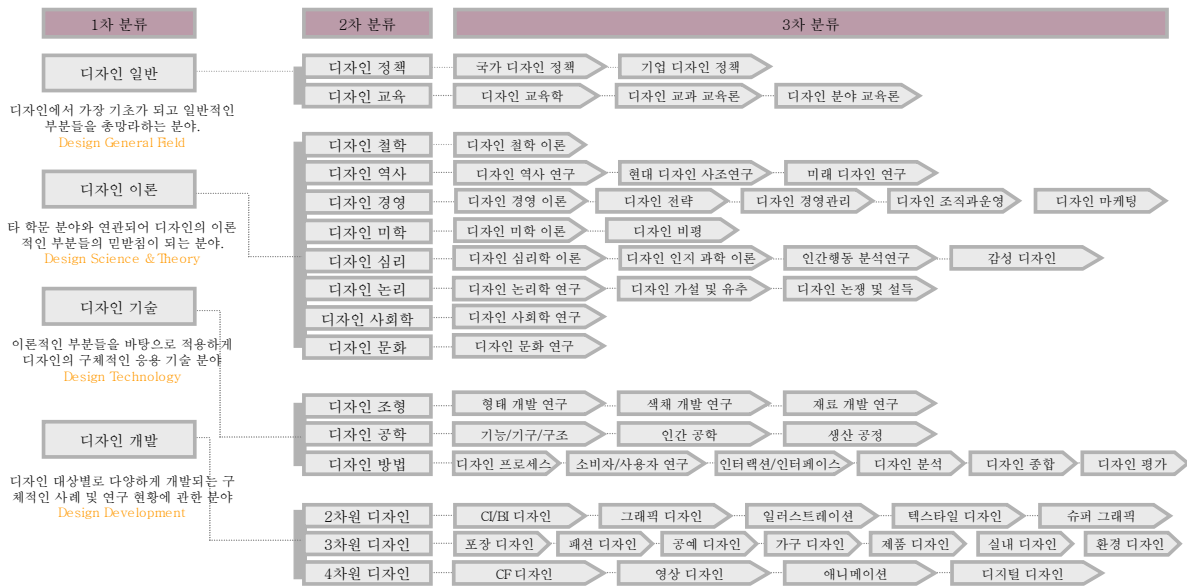 1차 분류
2차 분류
3차 분류
디자인 일반
디자인에서 가장 기초가 되고 일반적인
부분들을 총망라하는 분야.
Design General Field
디자인 이론
타 학문 분야와 연관되어 디자인의 이론
적인 부분들의 밑받침이 되는 분야.
Design Science & Theory
디자인 기술
이론적인 부분들을 바탕으로 적용하게
디자인의 구체적인 응용 기술 분야
Design Technology
디자인 개발
디자인 대상별로 다양하게 개발되는 구
체적인 사례 및 연구 현황에 관한 분야
Design Development
디자인 정책 국가 디자인 정책 기업 디자인 정책
디자인 교육 디자인 교육학 디자인 교과 교육론 디자인 분야 교육론
디자인 철학 디자인 철학 이론
디자인 역사 디자인 역사 연구 현대 디자인 사조연구 미래 디자인 연구
디자인 경영 디자인 경영 이론 디자인 전략 디자인 경영관리 디자인 조직과운영 디자인 마케팅
디자인 미학 디자인 미학 이론 디자인 비평
디자인 심리 디자인 심리학 이론 디자인 인지 과학 이론 인간행동 분석연구 감성 디자인
디자인 논리 디자인 논리학 연구 디자인 가설 및 유추 디자인 논쟁 및 설득
디자인 사회학 디자인 사회학 연구
디자인 문화 디자인 문화 연구
디자인 조형 형태 개발 연구 색채 개발 연구 재료 개발 연구
디자인 공학 기능/기구/구조 인간 공학 생산 공정
디자인 방법 디자인 프로세스 소비자/사용자 연구 인터랙션/인터페이스 디자인 분석 디자인 종합 디자인 평가
2차원 디자인 CI/BI 디자인 그래픽 디자인 일러스트레이션 텍스타일 디자인 슈퍼 그래픽
3차원 디자인 포장 디자인 패션 디자인 공예 디자인 가구 디자인 제품 디자인 실내 디자인 환경 디자인
4차원 디자인 CF 디자인 영상 디자인 애니메이션 디지털 디자인